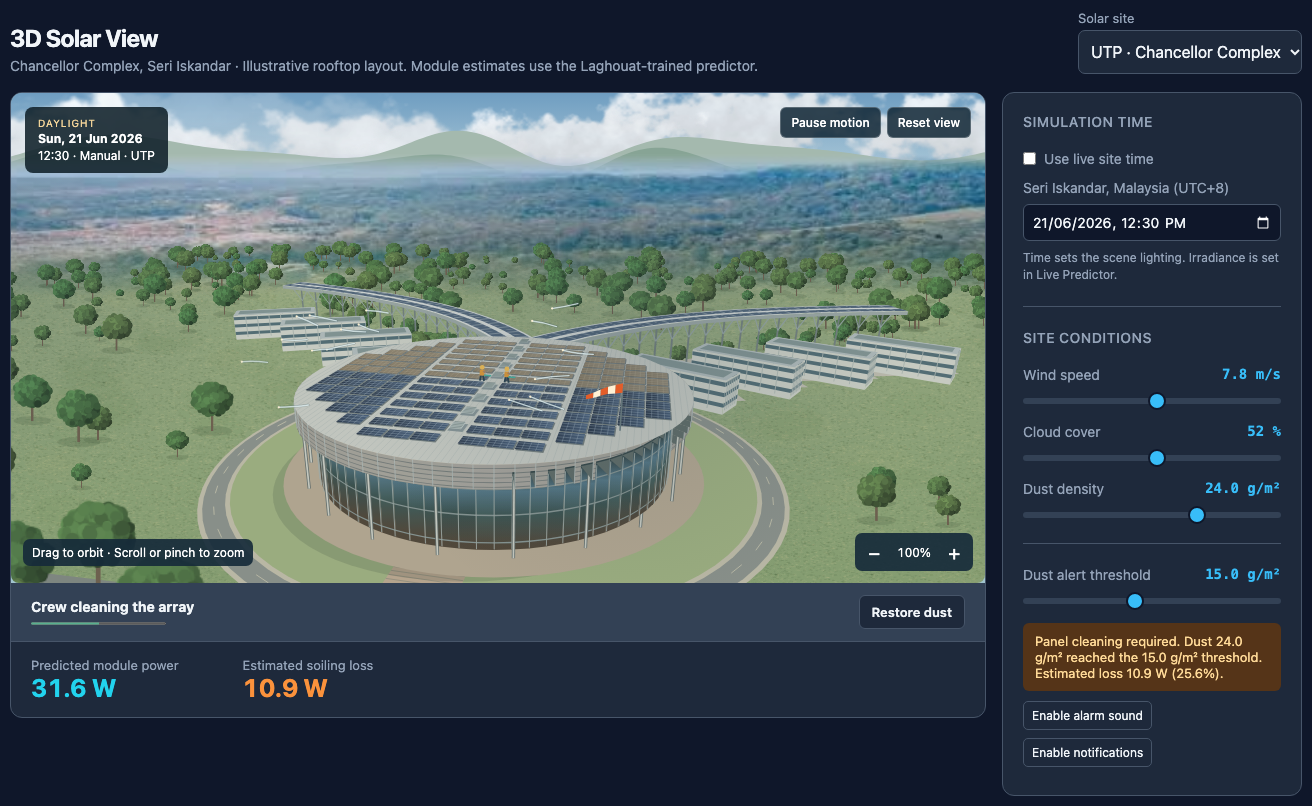 3D Solar View
Chancellor Complex, Seri Iskandar · Illustrative rooftop layout. Module estimates use the Laghouat-trained predictor.
Solar site
UTP · Chancellor Complex
DAYLIGHT
Sun, 21 Jun 2026
12:30 · Manual · UTP
Pause motion
Reset view
Drag to orbit · Scroll or pinch to zoom
− 100% +
Crew cleaning the array
Restore dust
Predicted module power
31.6 W
Estimated soiling loss
10.9 W
SIMULATION TIME
Use live site time
Seri Iskandar, Malaysia (UTC+8)
21/06/2026, 12:30 PM
Time sets the scene lighting. Irradiance is set
in Live Predictor.
SITE CONDITIONS
Wind speed 7.8 m/s
Cloud cover 52 %
Dust density 24.0 g/m²
Dust alert threshold 15.0 g/m²
Panel cleaning required. Dust 24.0
g/m² reached the 15.0 g/m² threshold.
Estimated loss 10.9 W (25.6%).
Enable alarm sound
Enable notifications